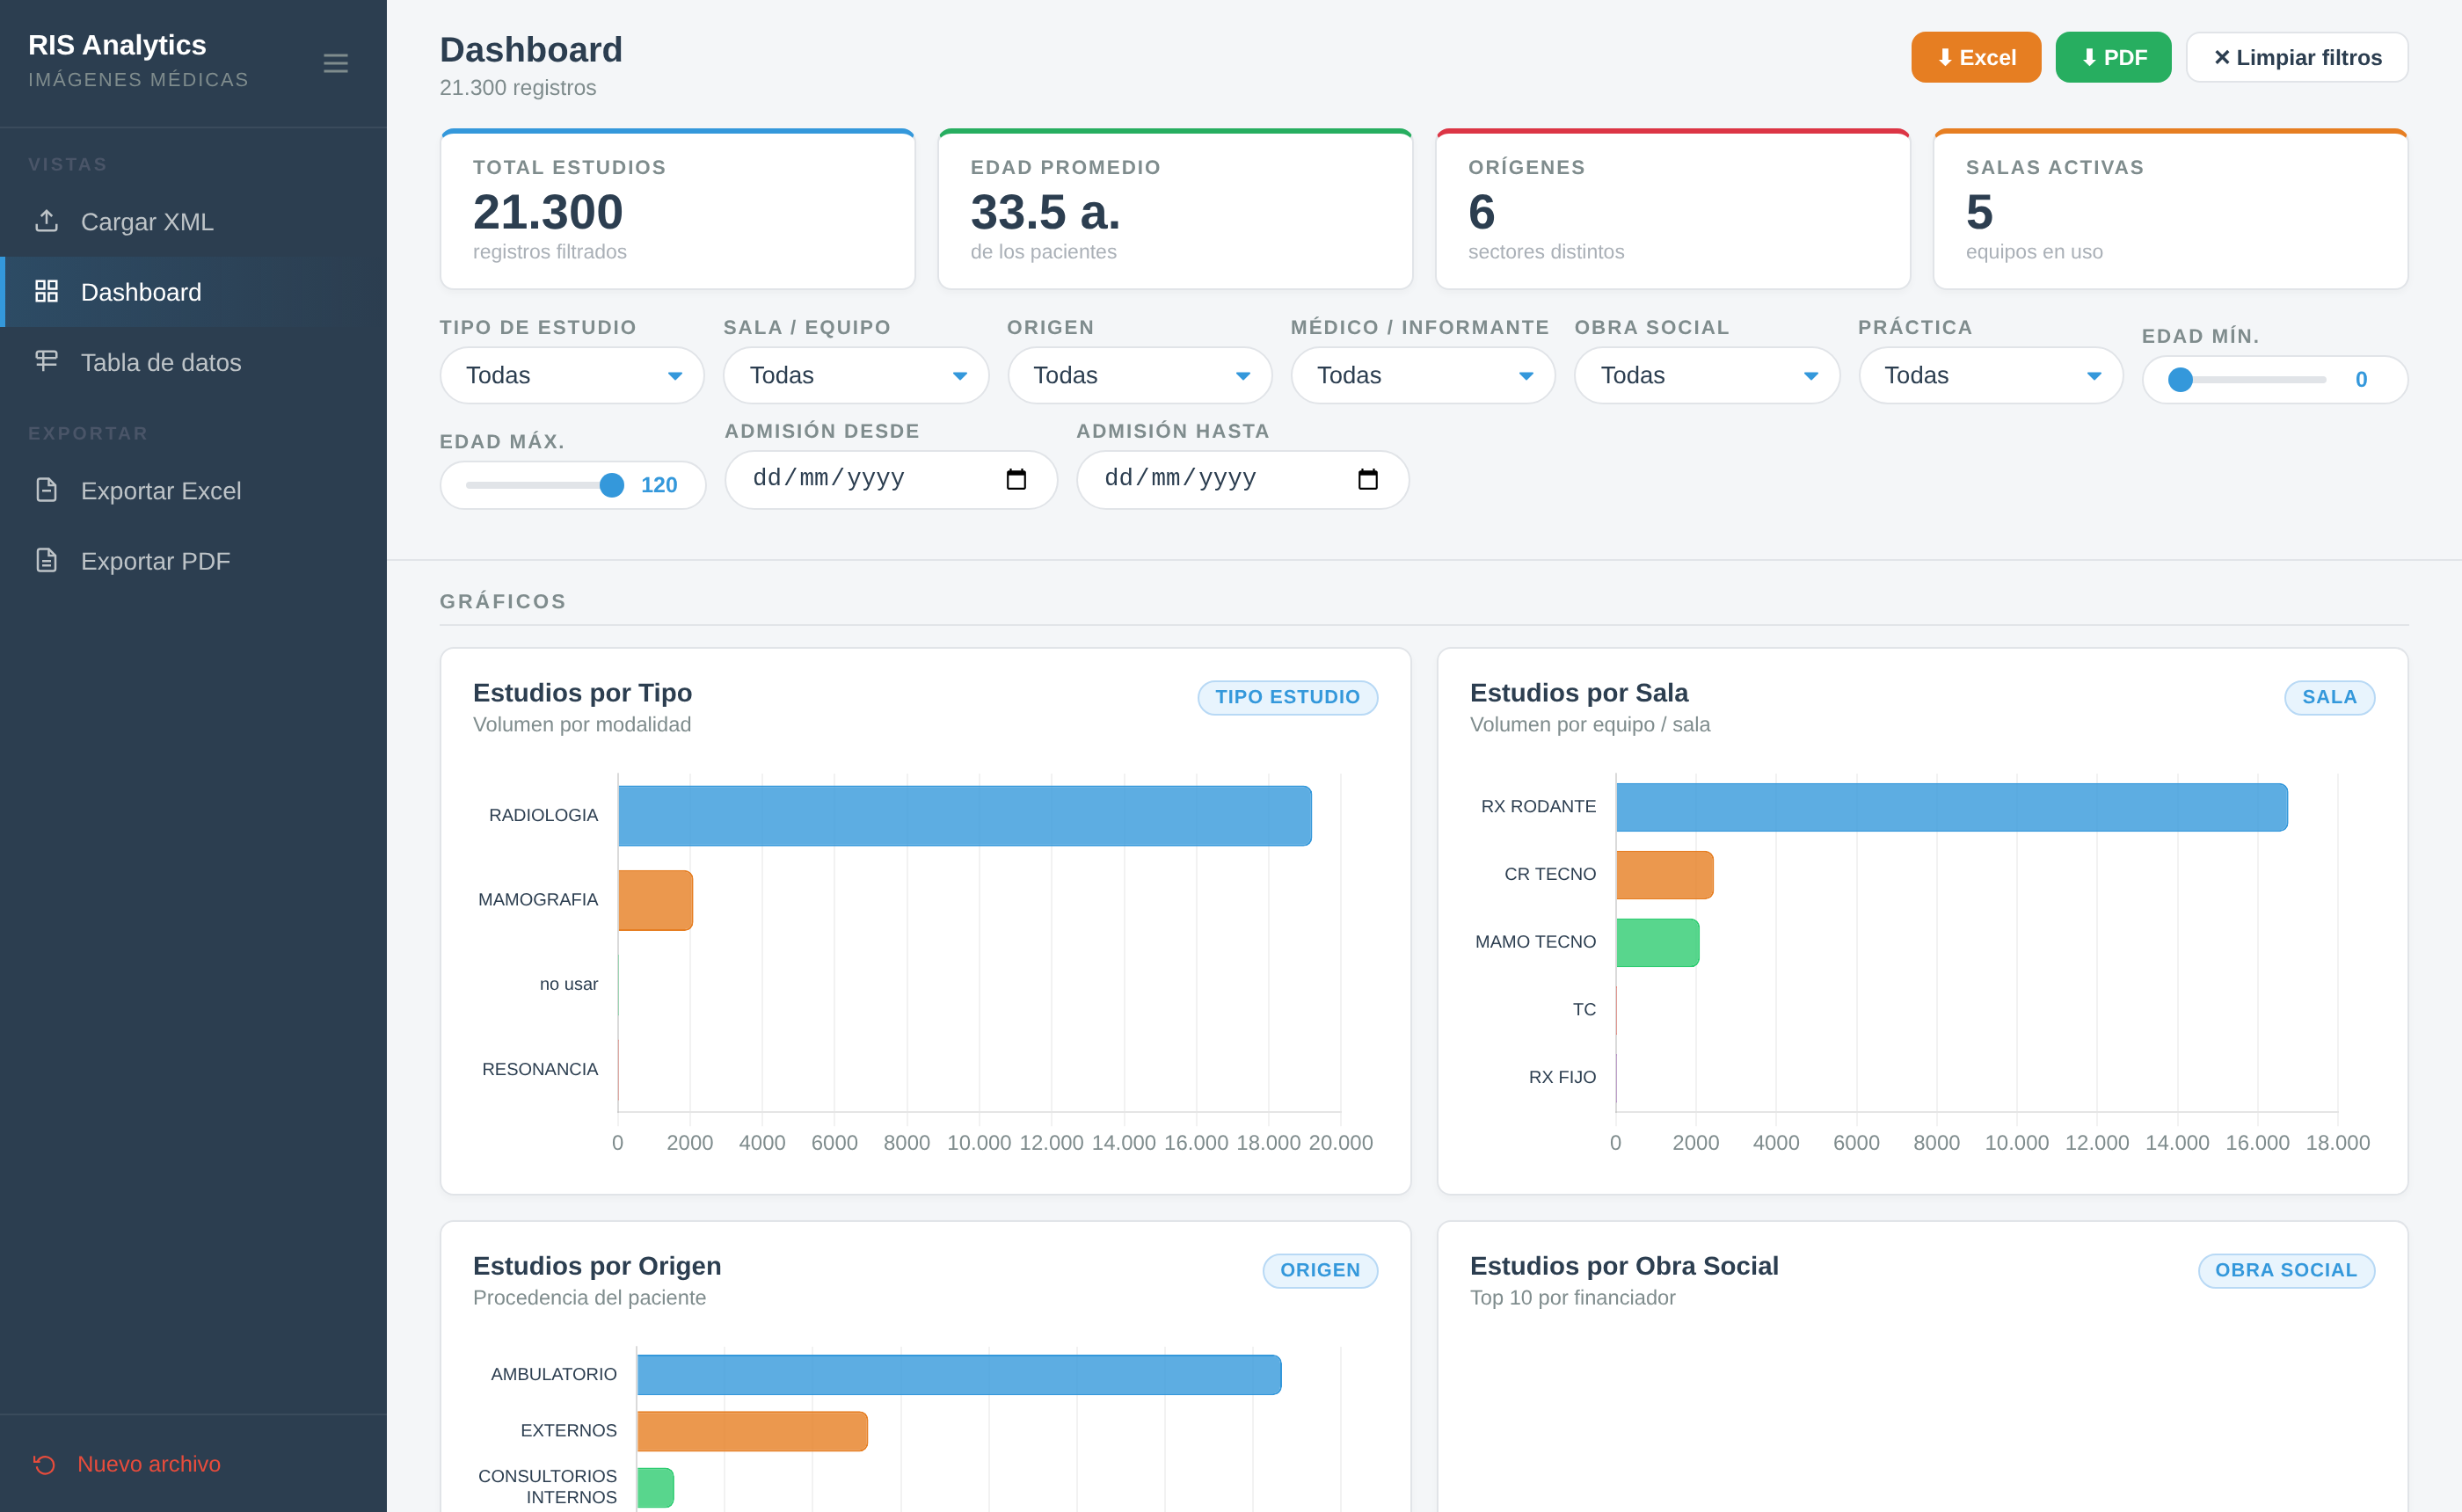 RIS Analytics
IMÁGENES MÉDICAS
VISTAS
Cargar XML
Dashboard
Tabla de datos
EXPORTAR
Exportar Excel
Exportar PDF
Nuevo archivo
Dashboard
21.300 registros
⬇ Excel
⬇ PDF
✕ Limpiar filtros
TOTAL ESTUDIOS
21.300
registros filtrados
EDAD PROMEDIO
33.5 a.
de los pacientes
ORÍGENES
6
sectores distintos
SALAS ACTIVAS
5
equipos en uso
TIPO DE ESTUDIO
Todas
SALA / EQUIPO
Todas
ORIGEN
Todas
MÉDICO / INFORMANTE
Todas
OBRA SOCIAL
Todas
PRÁCTICA
Todas
EDAD MÍN.
0
EDAD MÁX.
120
ADMISIÓN DESDE
dd/mm/yyyy
ADMISIÓN HASTA
dd/mm/yyyy
GRÁFICOS
Estudios por Tipo
Volumen por modalidad
TIPO ESTUDIO
RADIOLOGIA
MAMOGRAFIA
no usar
RESONANCIA
0 2000 4000 6000 8000 10.000 12.000 14.000 16.000 18.000 20.000
Estudios por Sala
Volumen por equipo / sala
SALA
RX RODANTE
CR TECNO
MAMO TECNO
TC
RX FIJO
0 2000 4000 6000 8000 10.000 12.000 14.000 16.000 18.000
Estudios por Origen
Procedencia del paciente
ORIGEN
AMBULATORIO
EXTERNOS
CONSULTORIOS
INTERNOS
Estudios por Obra Social
Top 10 por financiador
OBRA SOCIAL